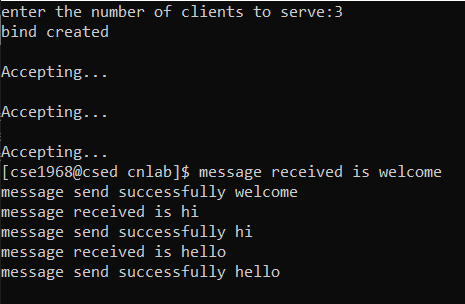 enter the number of clients to serve:3
bind created
Accepting...
Accepting...
Accepting...
[cse1968@csed cnlab]$ message received is welcome
message send successfully welcome
message received is hi
message send successfully hi
message received is hello
message send successfully hello